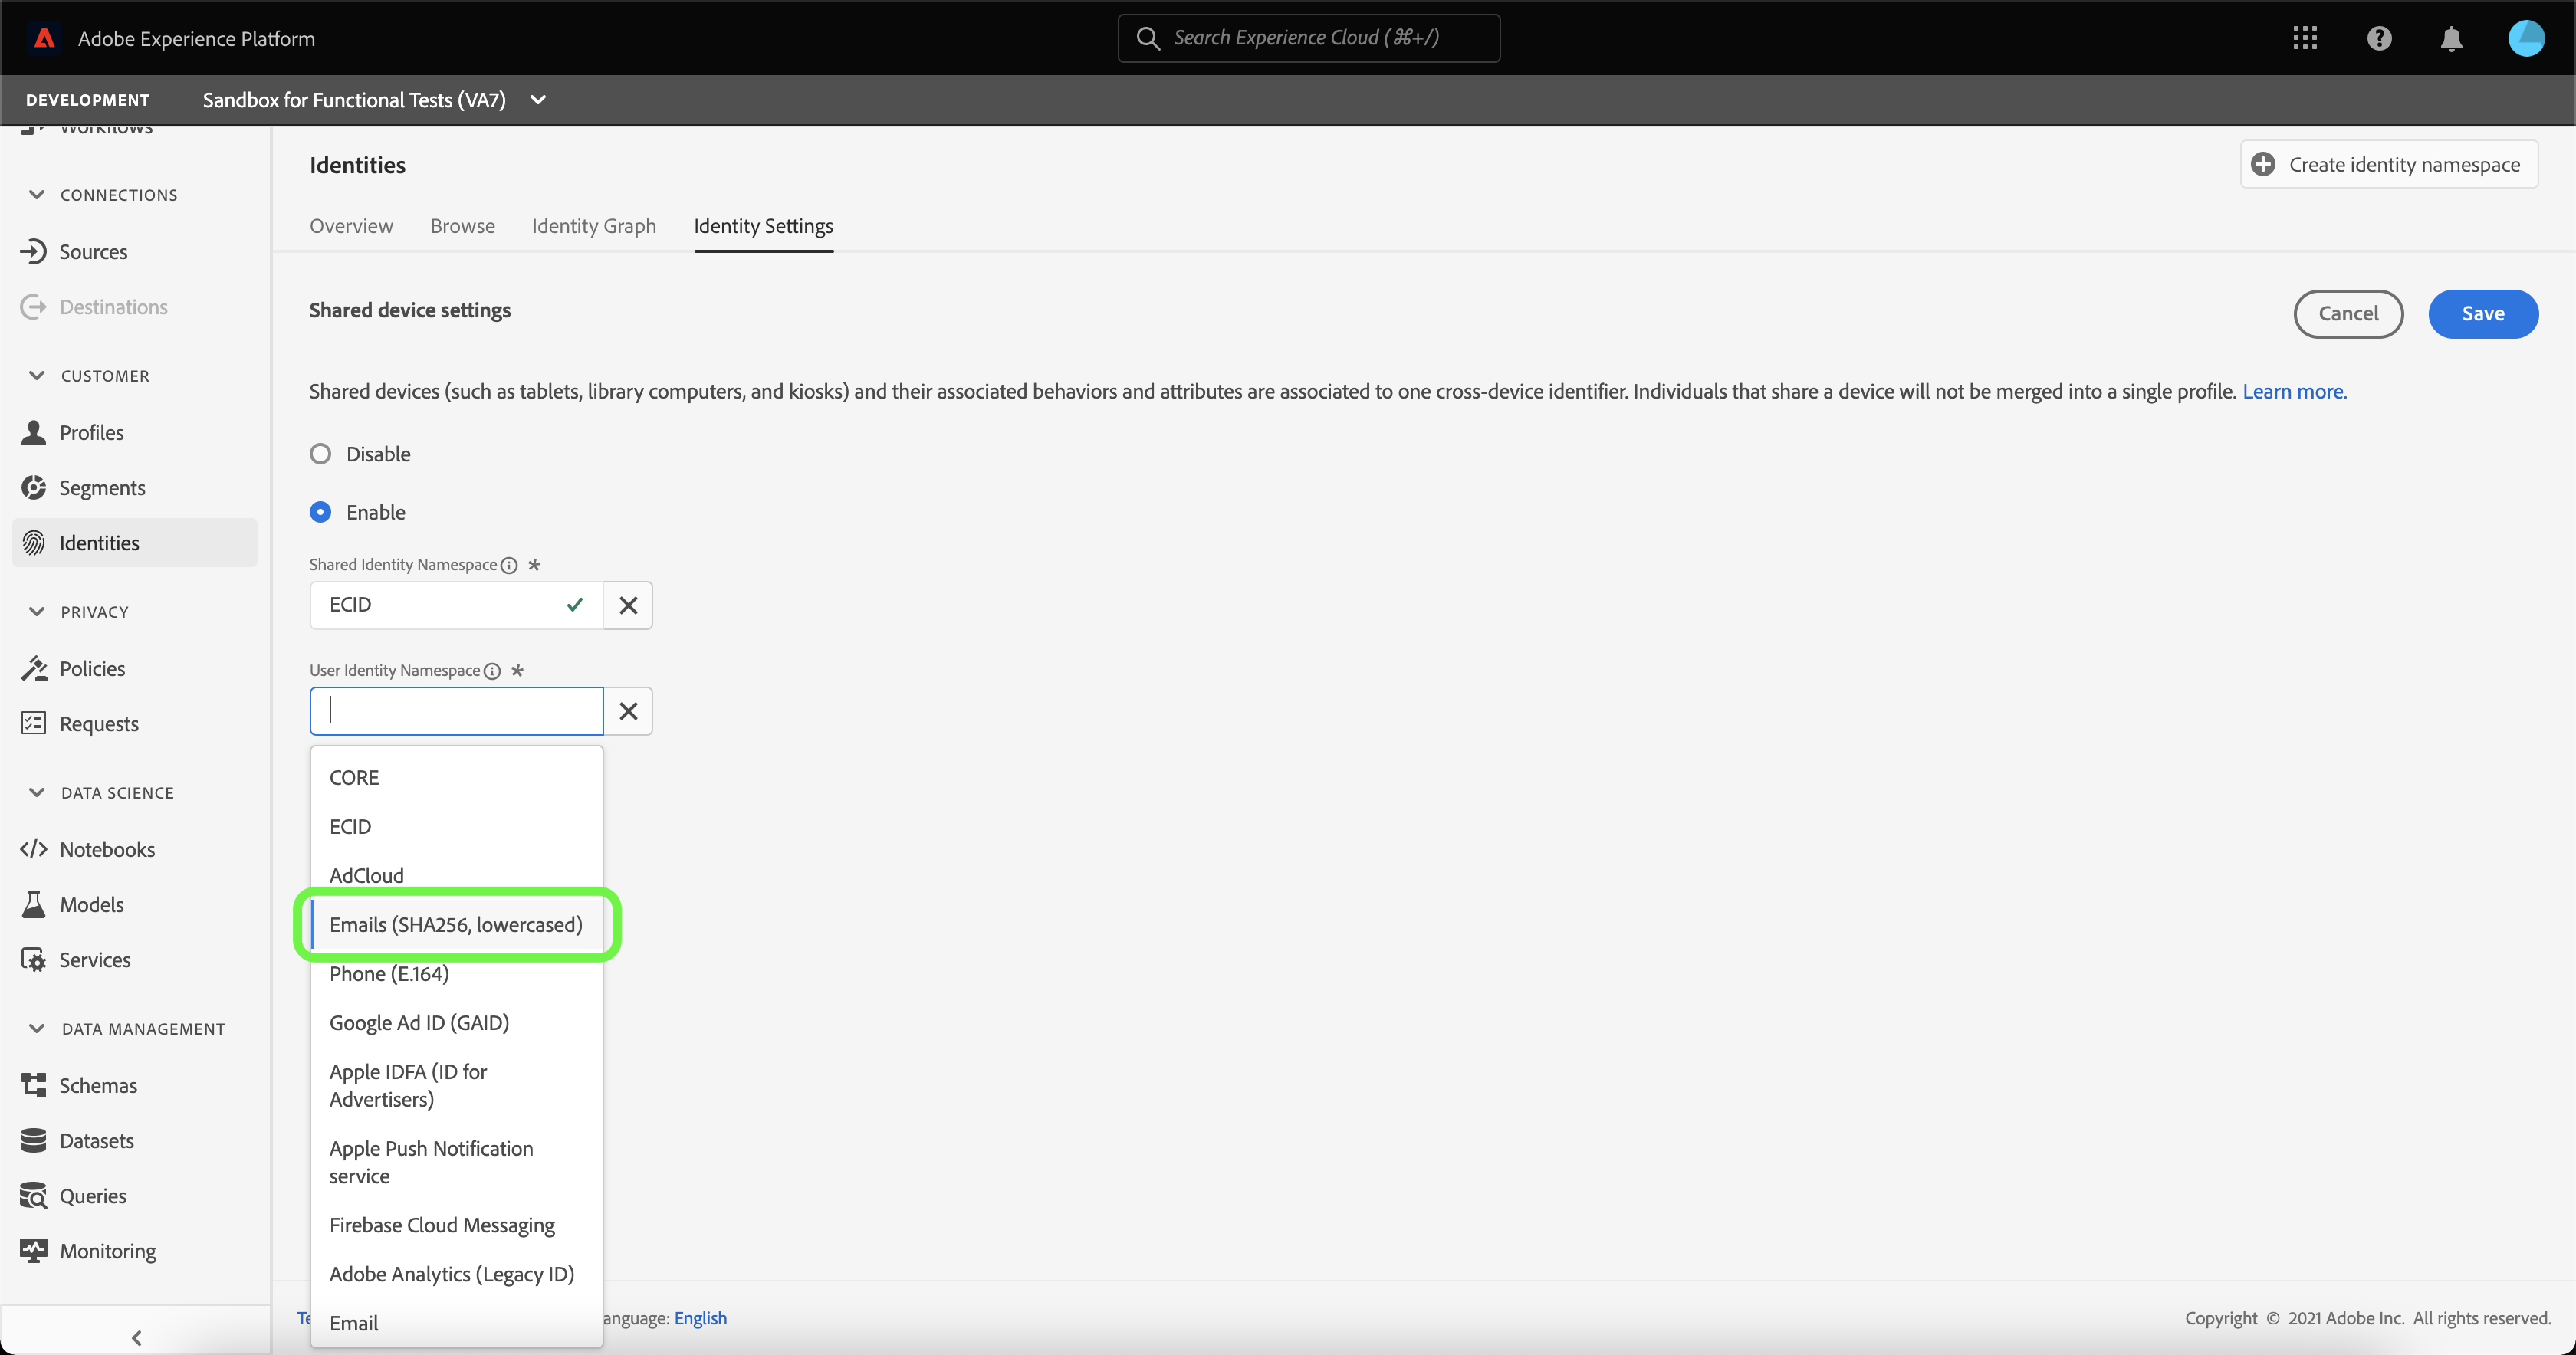 Adobe Experience Platform
Search Experience Cloud (⌘+/)
DEVELOPMENT
Sandbox for Functional Tests (VA7)
Workflows
CONNECTIONS
Sources
Destinations
CUSTOMER
Profiles
Segments
Identities
PRIVACY
Policies
Requests
DATA SCIENCE
Notebooks
Models
Services
DATA MANAGEMENT
Schemas
Datasets
Queries
Monitoring
Identities
Create identity namespace
Overview
Browse
Identity Graph
Identity Settings
Shared device settings
Cancel
Save
Shared devices (such as tablets, library computers, and kiosks) and their associated behaviors and attributes are associated to one cross-device identifier. Individuals that share a device will not be merged into a single profile. Learn more.
Disable
Enable
Shared Identity Namespace *
ECID
User Identity Namespace *
CORE
ECID
AdCloud
Emails (SHA256, lowercased)
Phone (E.164)
Google Ad ID (GAID)
Apple IDFA (ID for
Advertisers)
Apple Push Notification
service
Firebase Cloud Messaging
Adobe Analytics (Legacy ID)
Email
anguage: English
Copyright © 2021 Adobe Inc. All rights reserved.